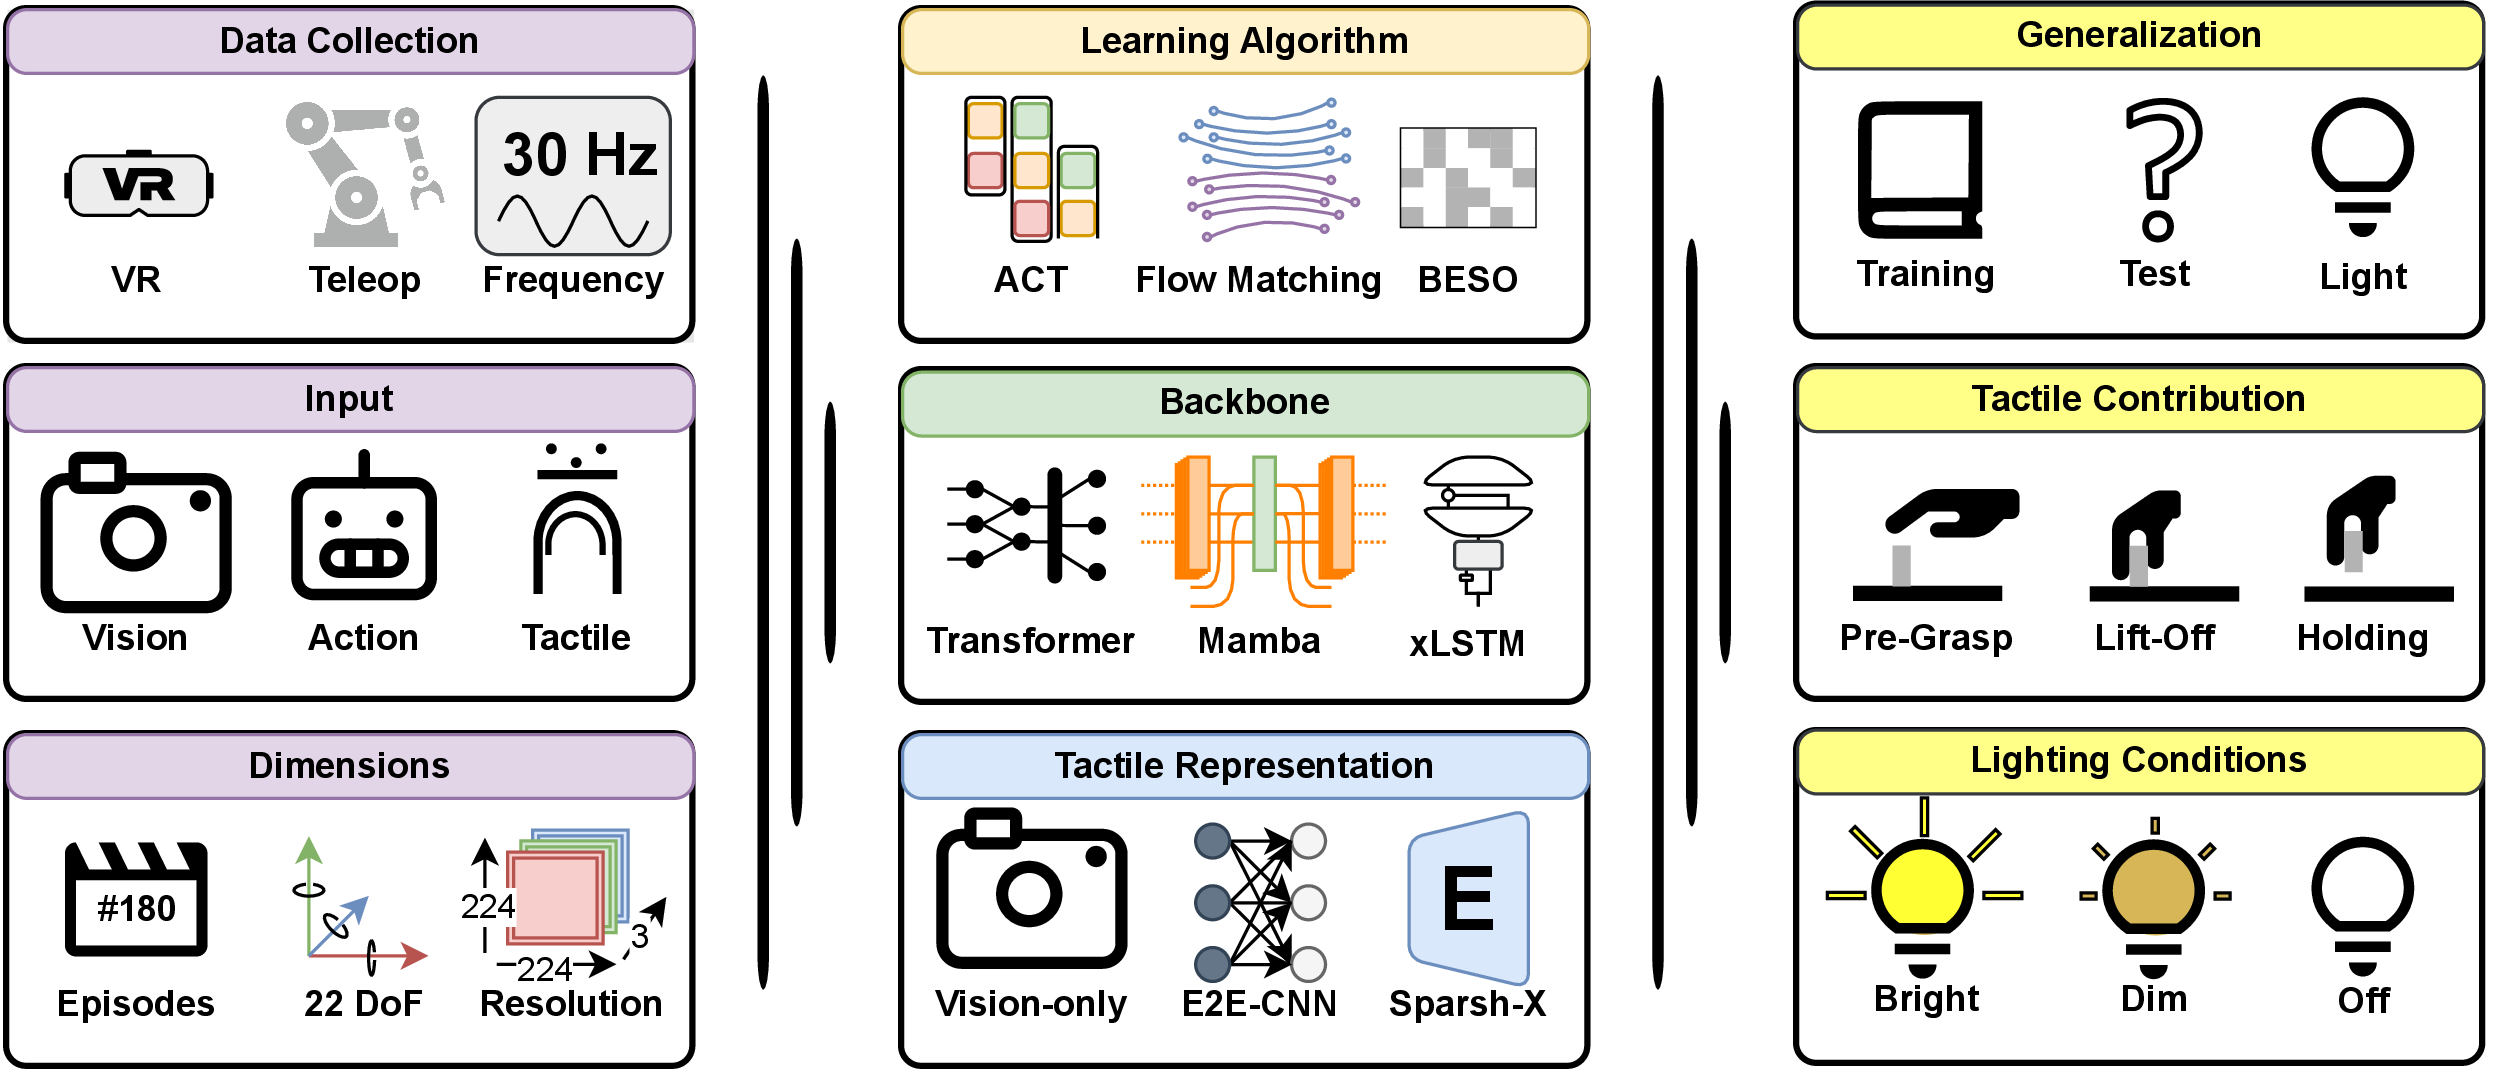 Data Collection
VR
30 Hz
VR
Teleop
Frequency
Input
Vision
Action
Tactile
Dimensions
#180
224
224
3
Episodes
22 DoF
Resolution
Learning Algorithm
ACT
Flow Matching
BESO
Backbone
Transformer
Mamba
xLSTM
Tactile Representation
E
Vision-only
E2E-CNN
Sparsh-X
Generalization
Training
Test
Light
Tactile Contribution
Pre-Grasp
Lift-Off
Holding
Lighting Conditions
Bright
Dim
Off